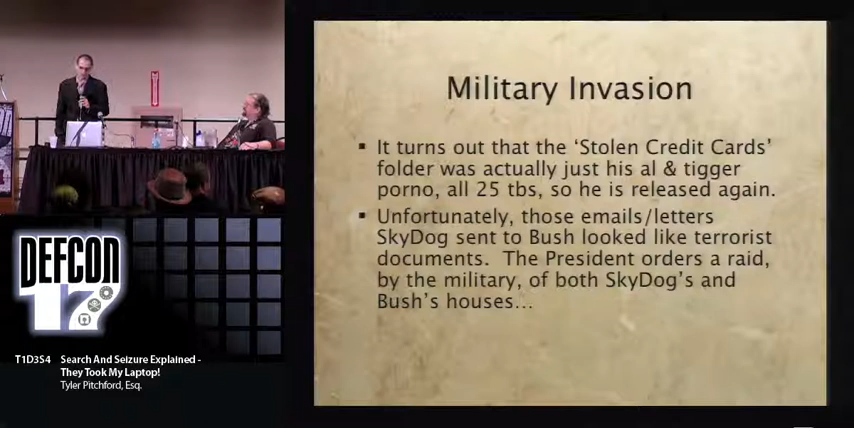 Military Invasion
▪ It turns out that the ‘Stolen Credit Cards’
folder was actually just his al & tigger
porno, all 25 tbs, so he is released again.
▪ Unfortunately, those emails/letters
SkyDog sent to Bush looked like terrorist
documents.  The President orders a raid,
by the military, of both SkyDog’s and
Bush’s houses…
DEFCON
17
T1D3S4 Search And Seizure Explained -
They Took My Laptop!
Tyler Pitchford, Esq.